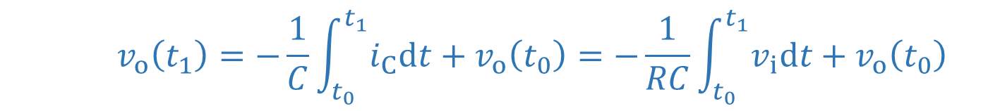 v_o(t_1) = -\frac{1}{C}\int_{t_0}^{t_1} i_C dt + v_o(t_0) = -\frac{1}{RC}\int_{t_0}^{t_1} v_i dt + v_o(t_0)